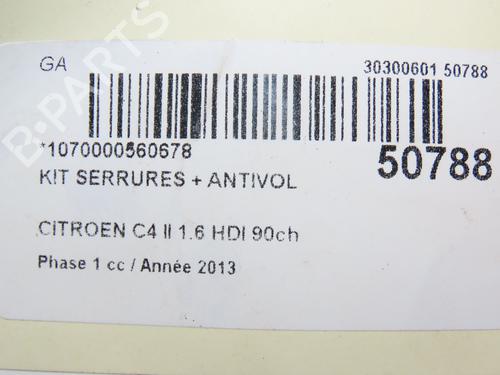 GA
30300601 50788
*1070000560678
50788
KIT SERRURES + ANTIVOL
CITROEN C4 II 1.6 HDI 90ch
Phase 1 cc / Année 2013
B-PARTS